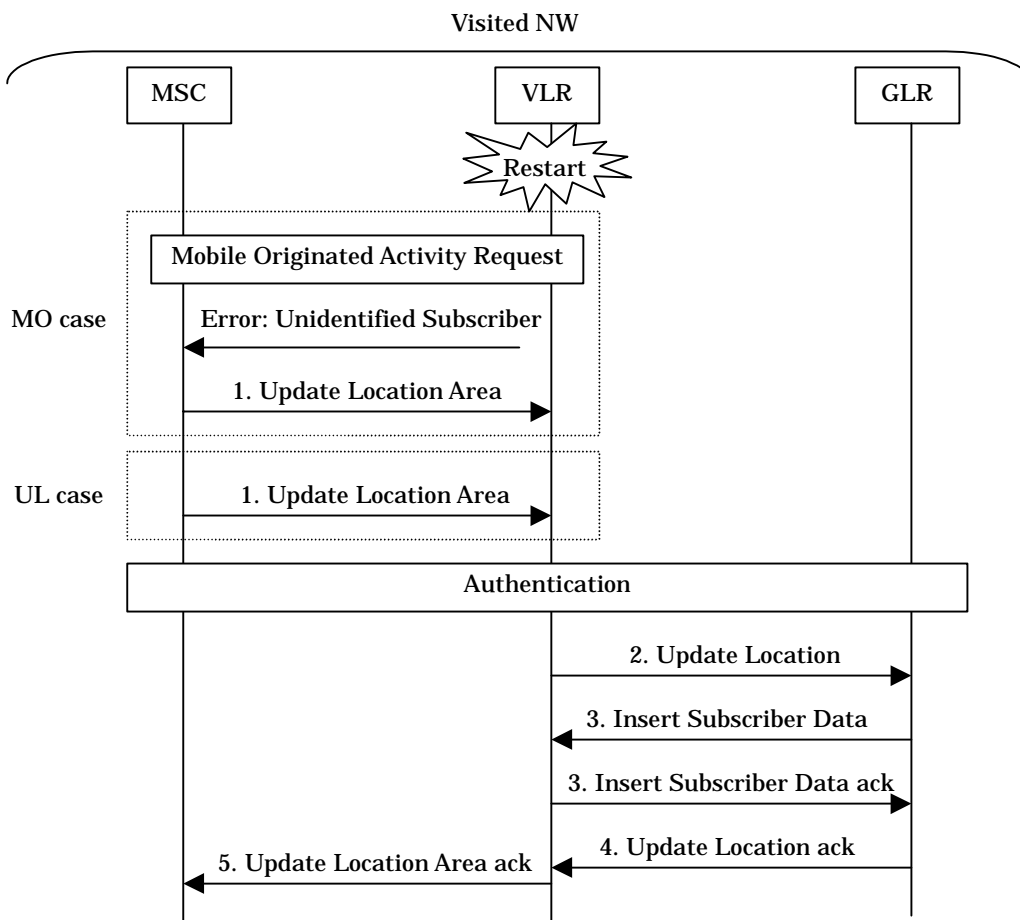 Visited NW
MSC
VLR
GLR
Restart
Mobile Originated Activity Request
MO case
Error: Unidentified Subscriber
1. Update Location Area
UL case
1. Update Location Area
Authentication
2. Update Location
3. Insert Subscriber Data
3. Insert Subscriber Data ack
4. Update Location ack
5. Update Location Area ack